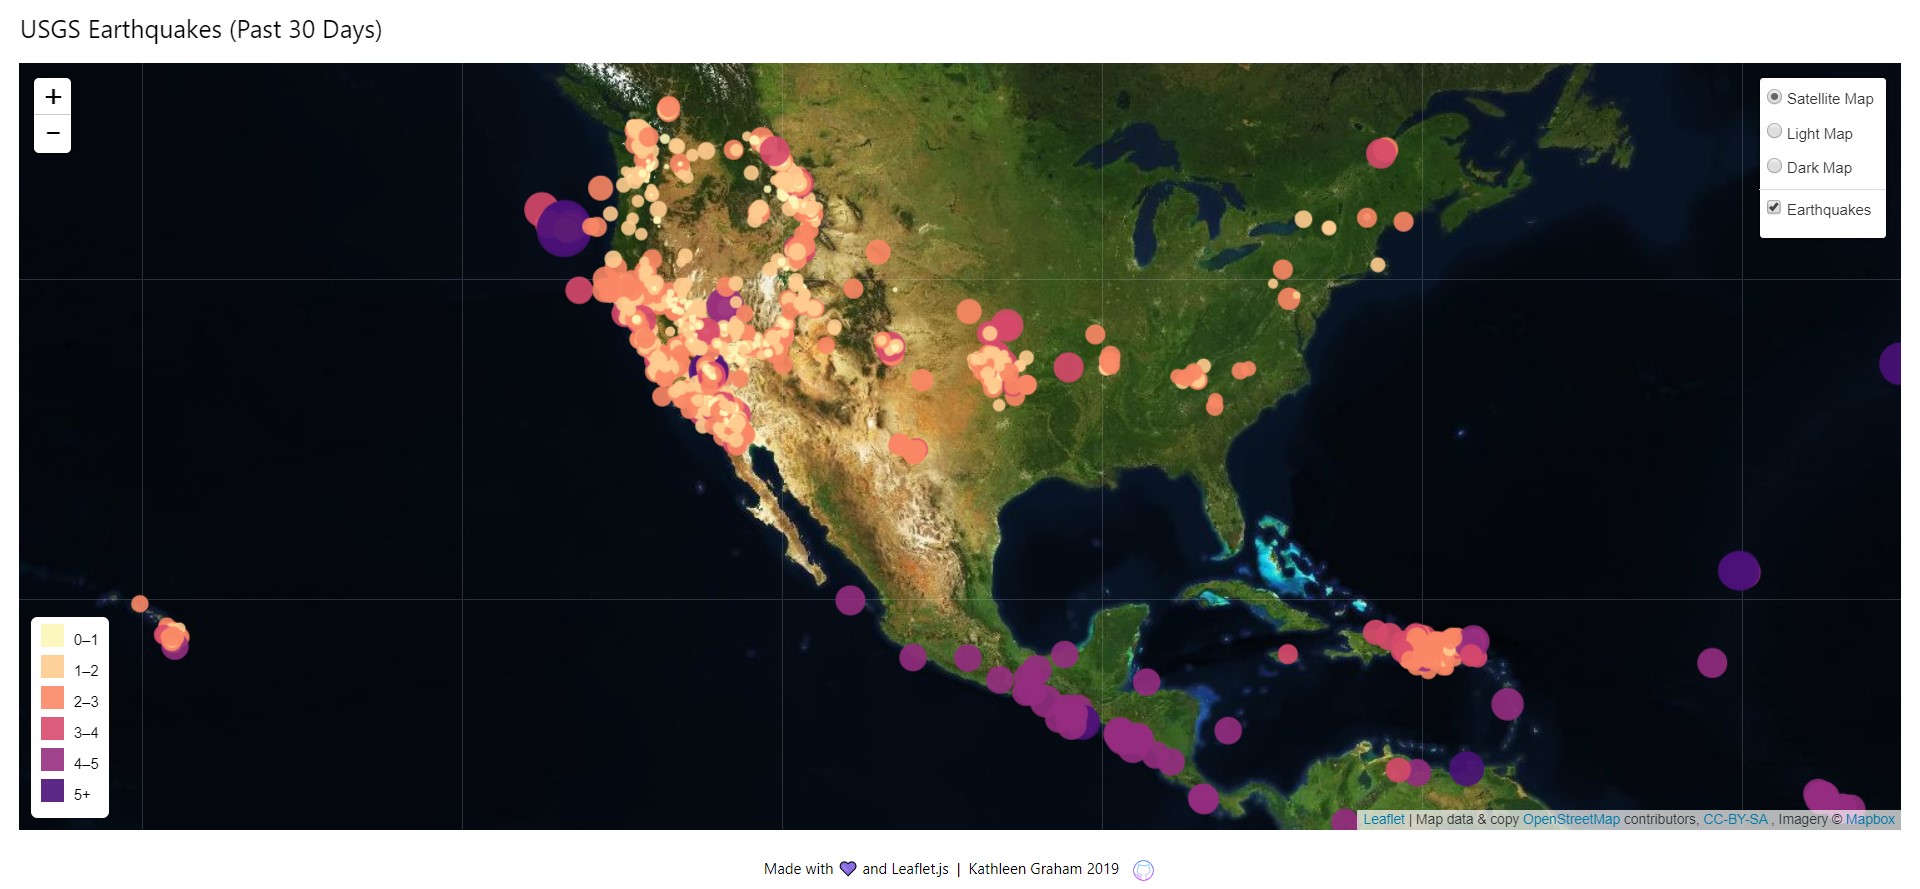 USGS Earthquakes (Past 30 Days)
+
−
Satellite Map
Light Map
Dark Map
Earthquakes
0–1
1–2
2–3
3–4
4–5
5+
Leaflet | Map data & copy OpenStreetMap contributors, CC-BY-SA , Imagery © Mapbox
Made with 💜 and Leaflet.js | Kathleen Graham 2019